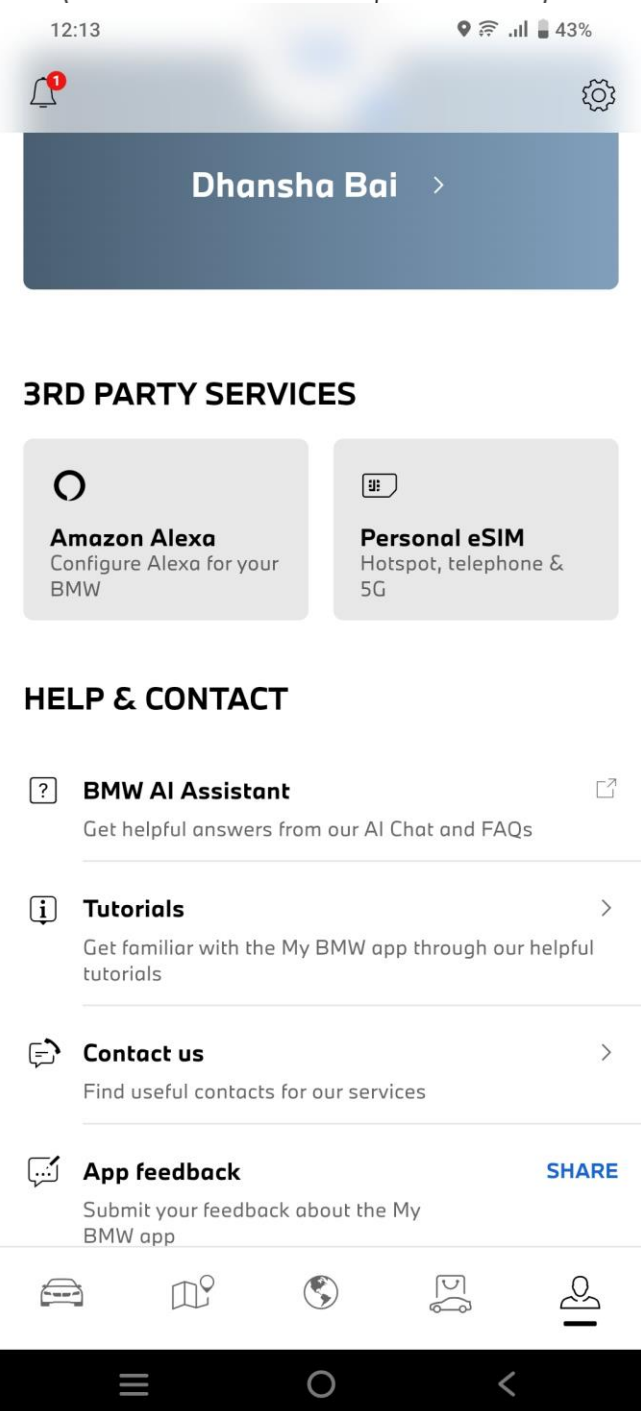 12:13
43%
1
Dhansha Bai
3RD PARTY SERVICES
Amazon Alexa
Configure Alexa for your
BMW
Personal eSIM
Hotspot, telephone &
5G
HELP & CONTACT
BMW AI Assistant
Get helpful answers from our AI Chat and FAQs
Tutorials
Get familiar with the My BMW app through our helpful
tutorials
Contact us
Find useful contacts for our services
App feedback
SHARE
Submit your feedback about the My
BMW app